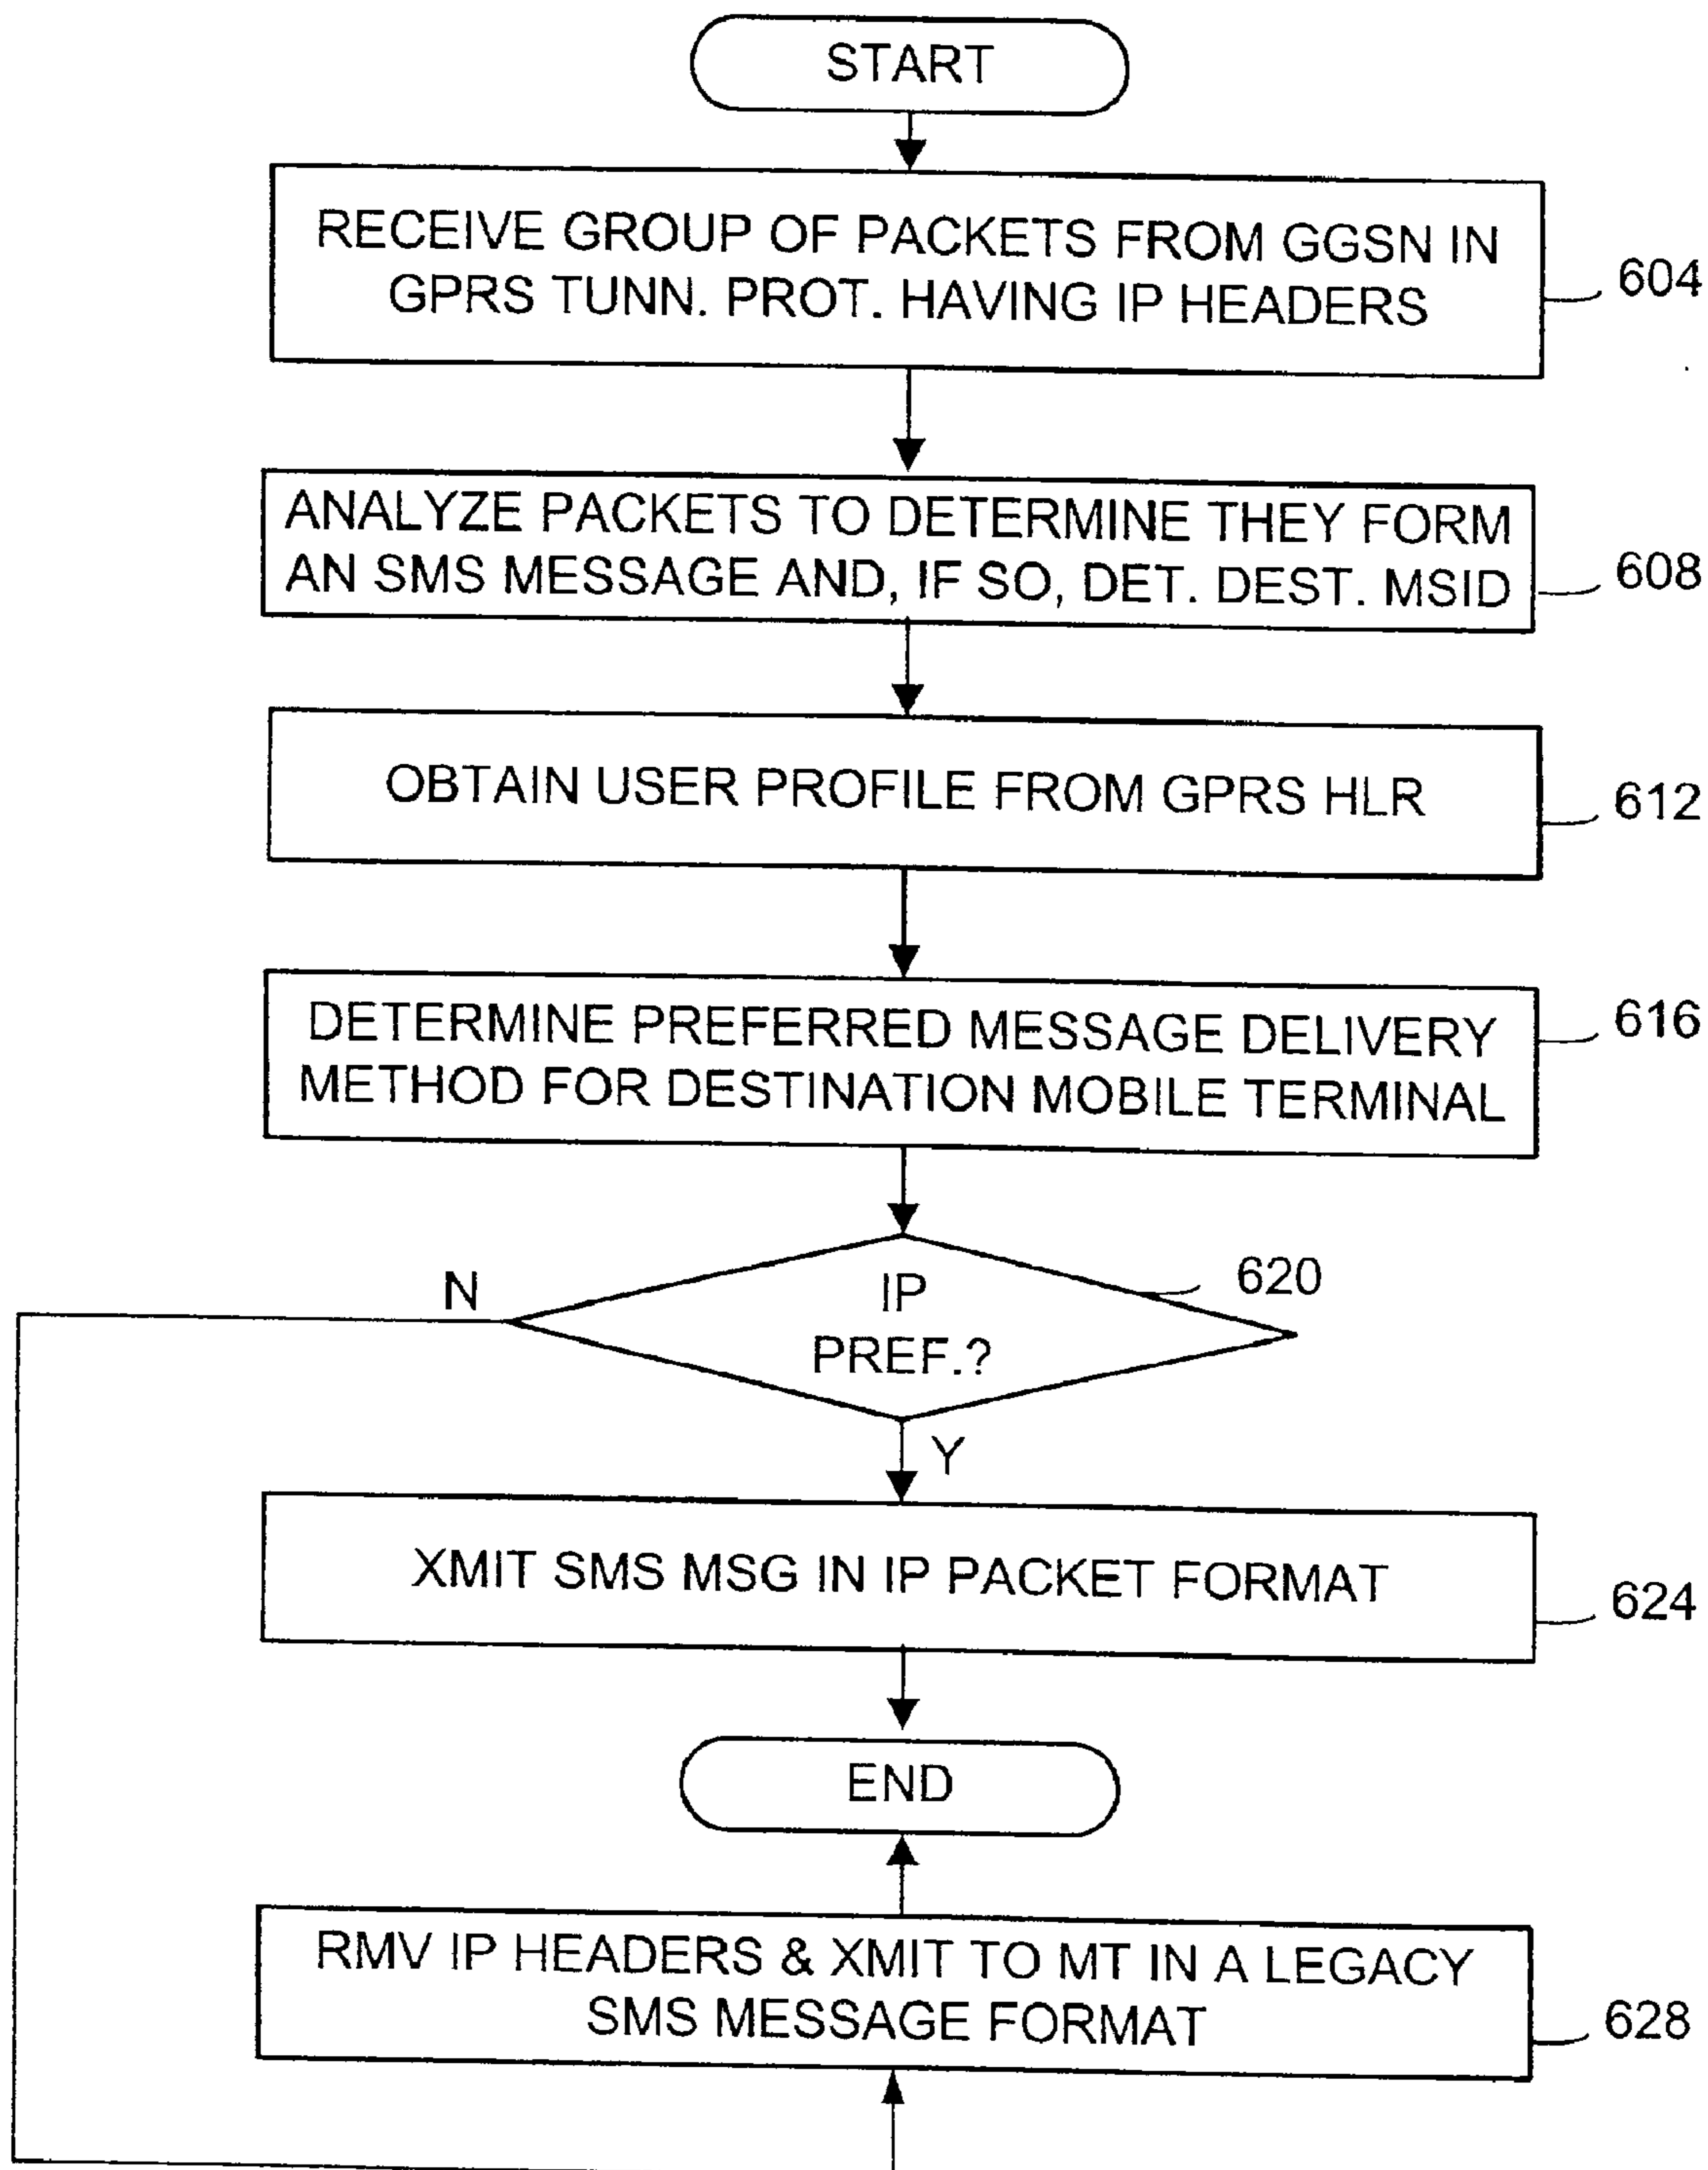 START
RECEIVE GROUP OF PACKETS FROM GGSN IN
GPRS TUNN. PROT. HAVING IP HEADERS
604
ANALYZE PACKETS TO DETERMINE THEY FORM
AN SMS MESSAGE AND, IF SO, DET. DEST. MSID
608
OBTAIN USER PROFILE FROM GPRS HLR
612
DETERMINE PREFERRED MESSAGE DELIVERY
METHOD FOR DESTINATION MOBILE TERMINAL
616
N
IP
PREF.?
620
Y
XMIT SMS MSG IN IP PACKET FORMAT
624
END
RMV IP HEADERS & XMIT TO MT IN A LEGACY
SMS MESSAGE FORMAT
628